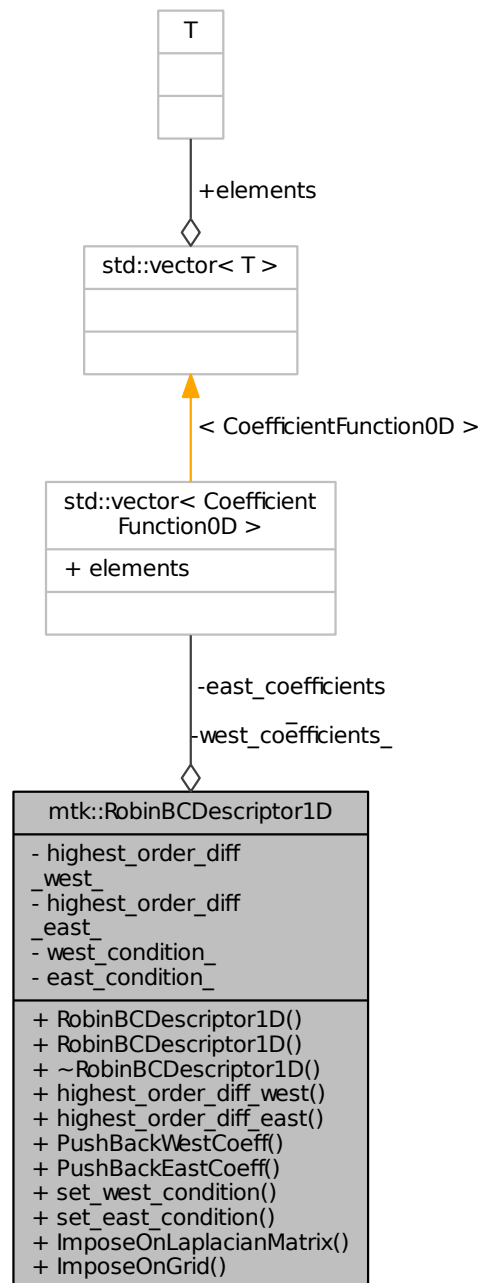 T
+elements
std::vector< T >
< CoefficientFunction0D >
std::vector< Coefficient
Function0D >
+ elements
-east_coefficients
_
-west_coefficients_
mtk::RobinBCDescriptor1D
- highest_order_diff
_west_
- highest_order_diff
_east_
- west_condition_
- east_condition_
+ RobinBCDescriptor1D()
+ RobinBCDescriptor1D()
+ ~RobinBCDescriptor1D()
+ highest_order_diff_west()
+ highest_order_diff_east()
+ PushBackWestCoeff()
+ PushBackEastCoeff()
+ set_west_condition()
+ set_east_condition()
+ ImposeOnLaplacianMatrix()
+ ImposeOnGrid()